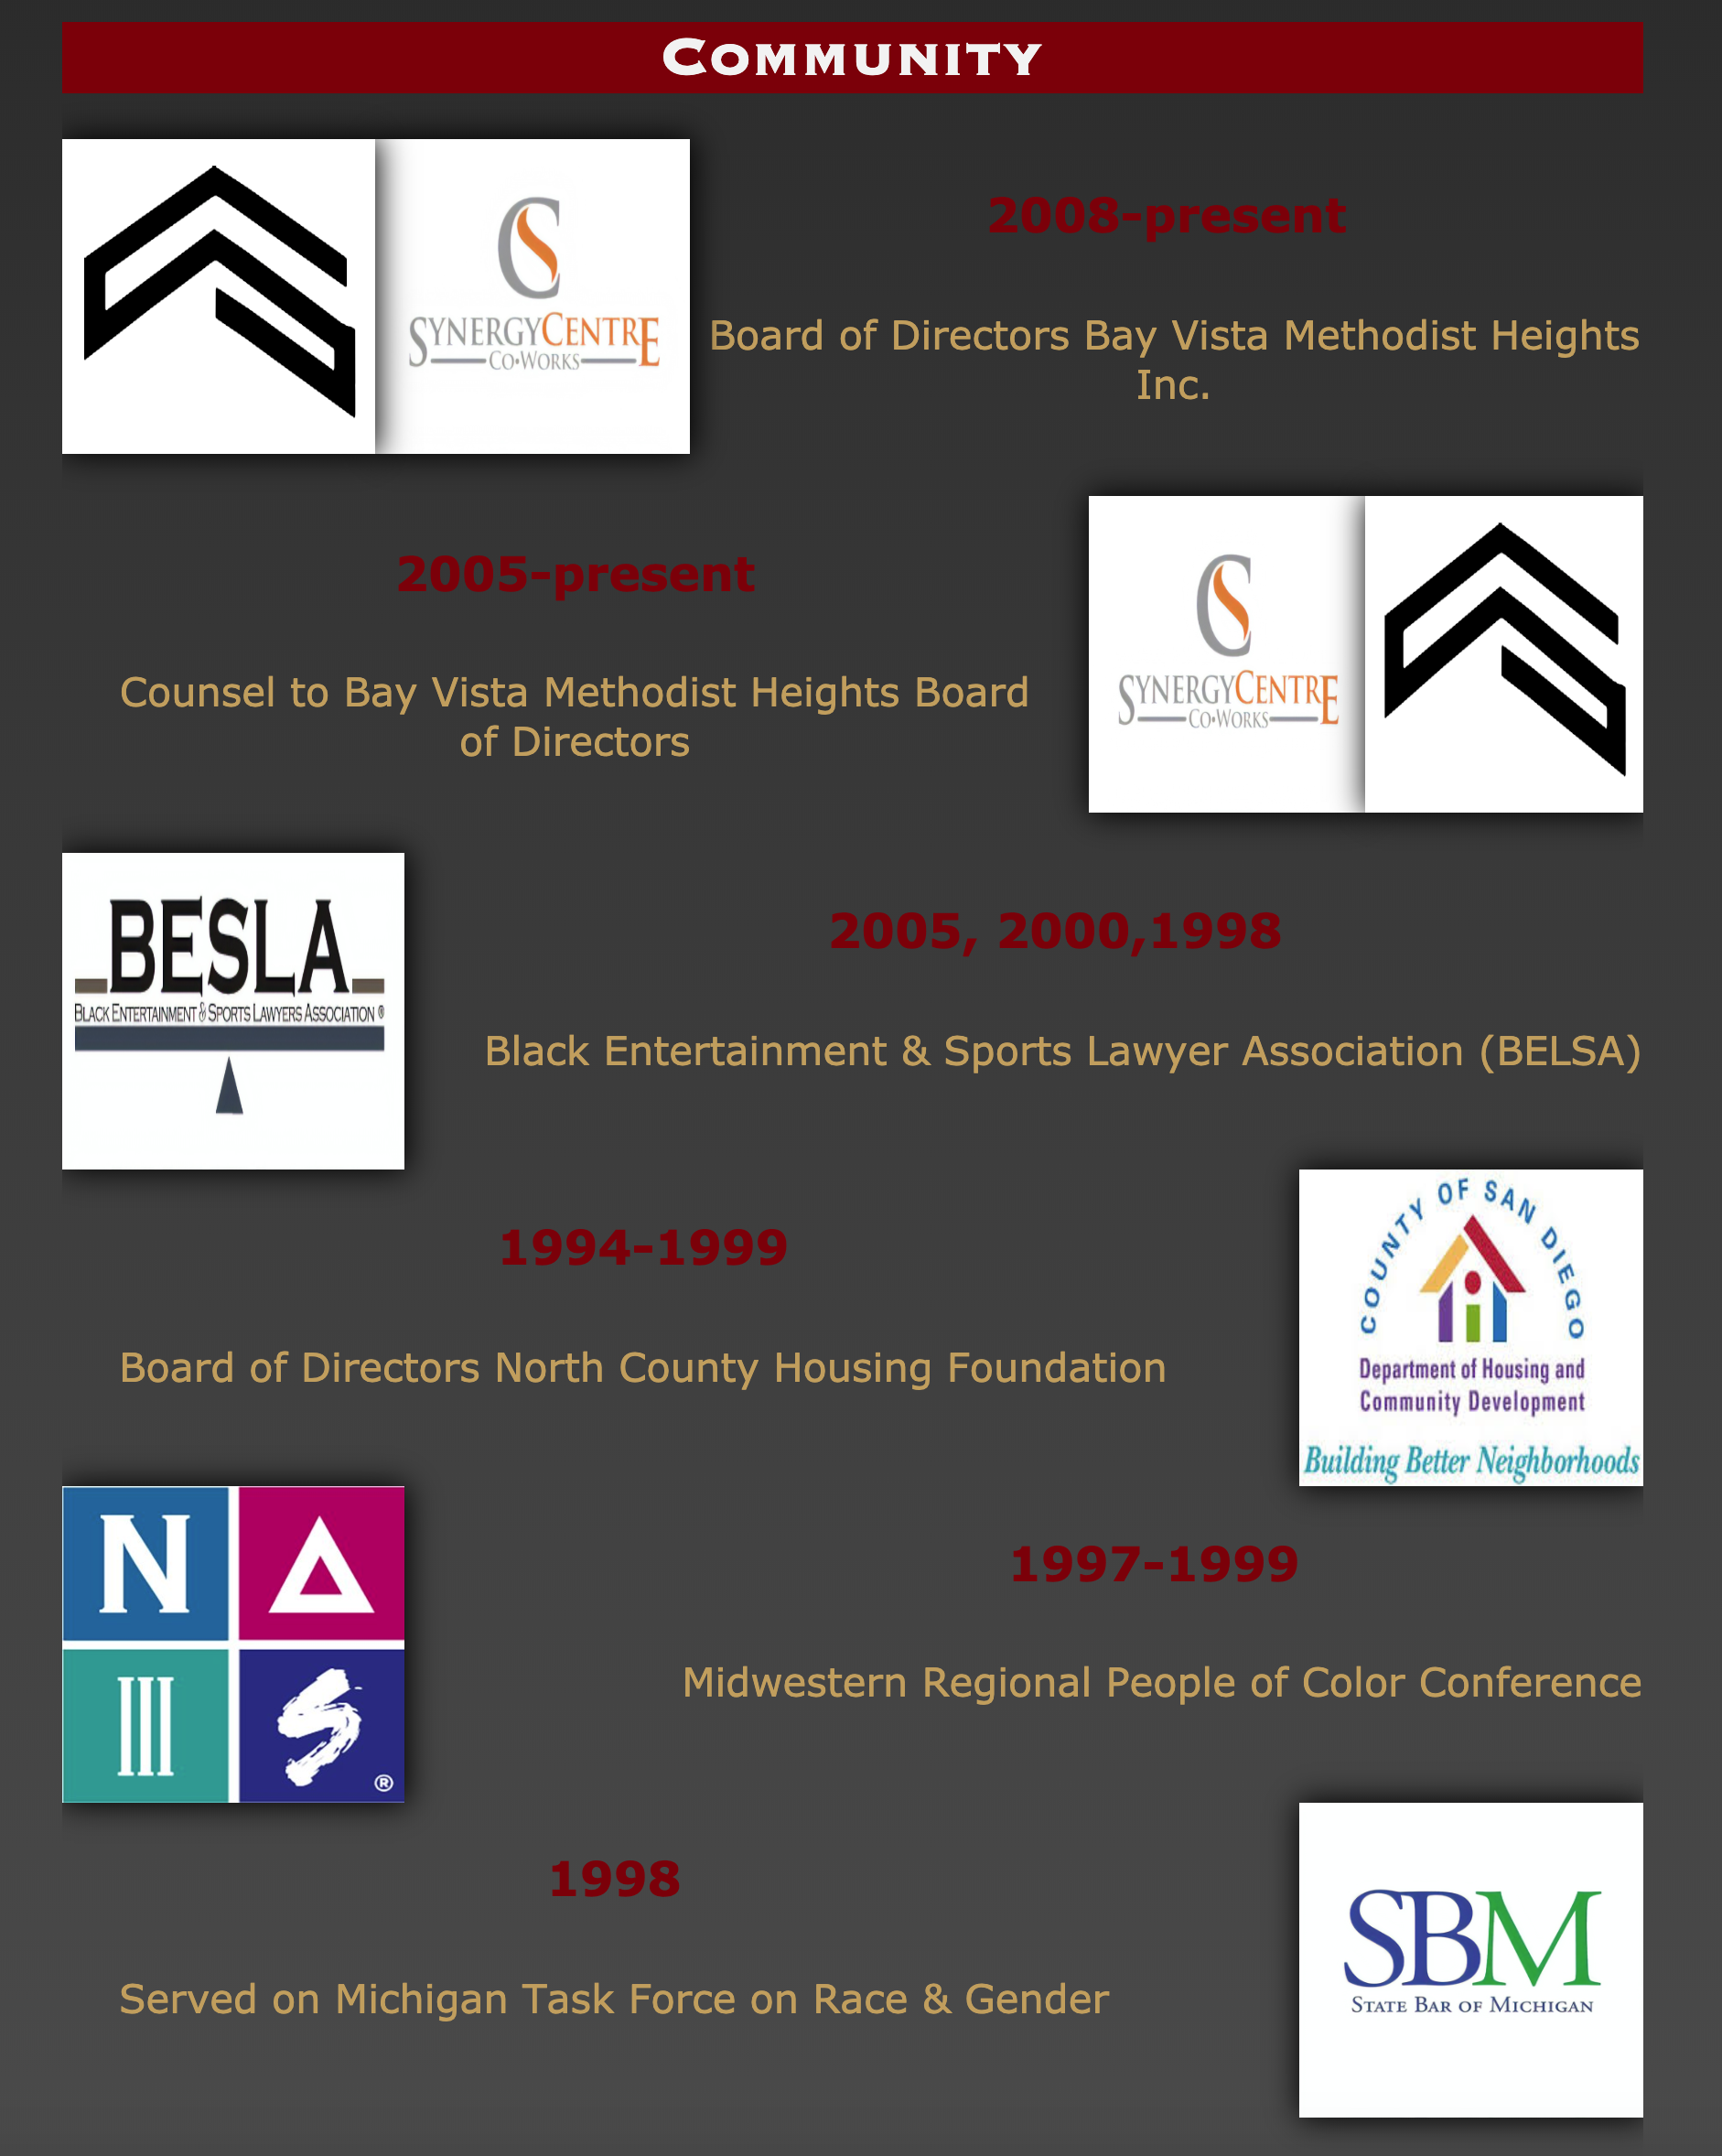 Community
SYNERGYCENTRE
CO•WORKS
2008-present
Board of Directors Bay Vista Methodist Heights
Inc.
2005-present
Counsel to Bay Vista Methodist Heights Board
of Directors
SYNERGYCENTRE
CO•WORKS
BESLA
BLACK ENTERTAINMENT & SPORTS LAWYERS ASSOCIATION ®
2005, 2000,1998
Black Entertainment & Sports Lawyer Association (BELSA)
1994-1999
Board of Directors North County Housing Foundation
COUNTY OF SAN DIEGO
Department of Housing and
Community Development
Building Better Neighborhoods
N A
I S ®
1997-1999
Midwestern Regional People of Color Conference
1998
Served on Michigan Task Force on Race & Gender
SBM
STATE BAR OF MICHIGAN